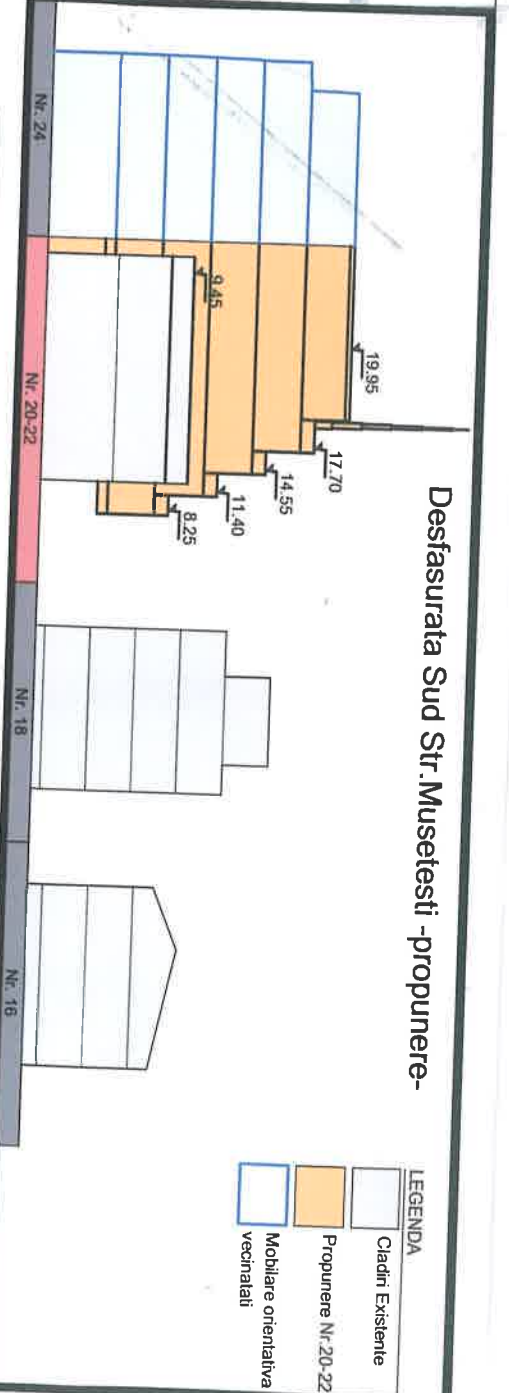 Desfasurata Sud Str.Musetesti -propunere-
LEGENDA
Cladiri Existente
Propunere Nr.20-22
Mobilare orientativa
vecinatati
19.95
17.70
14.55
11.40
9.45
8.25
Nr. 24
Nr. 20-22
Nr. 18
Nr. 16